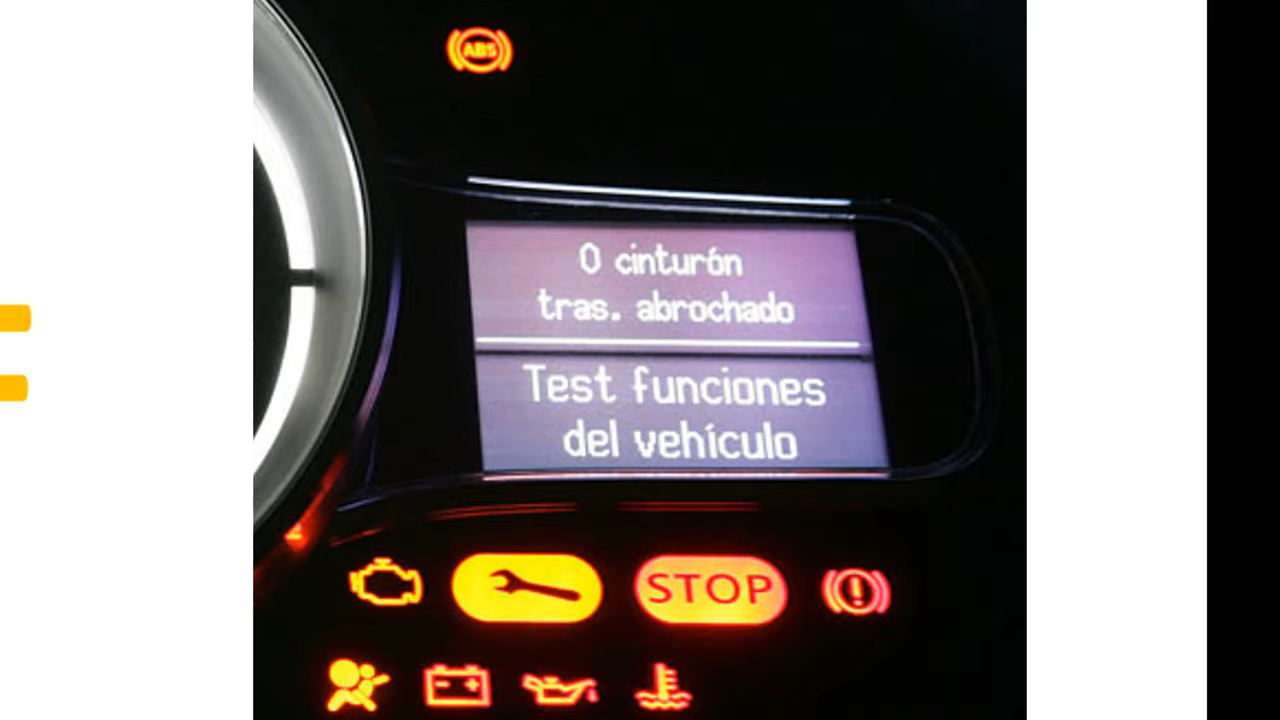 ABS
0 cinturón
tras. abrochado
Test funciones
del vehículo
STOP